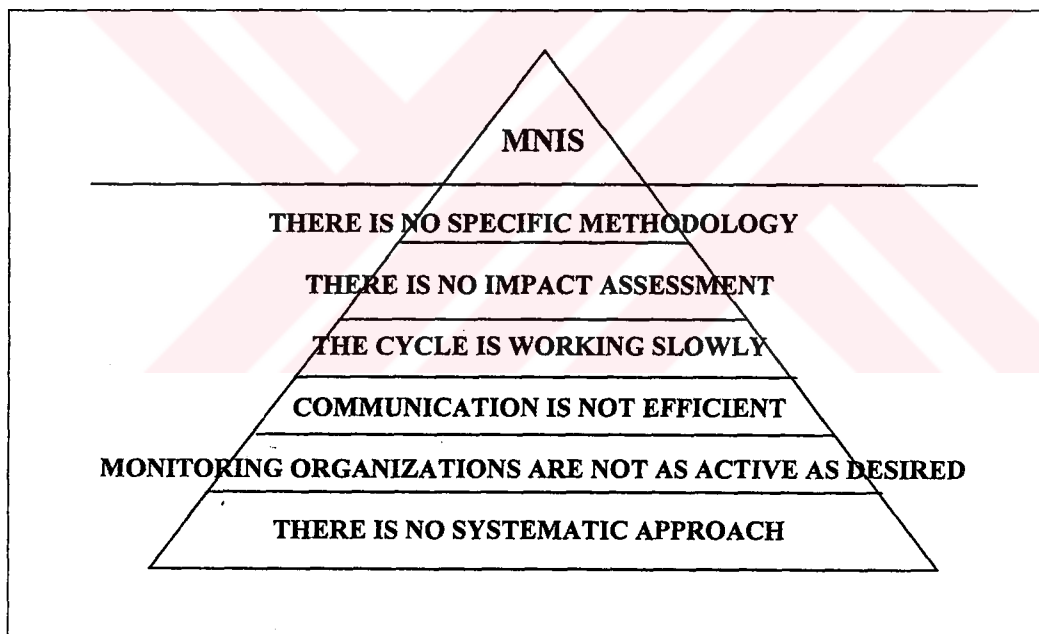 MNIS
THERE IS NO SPECIFIC METHODOLOGY
THERE IS NO IMPACT ASSESSMENT
THE CYCLE IS WORKING SLOWLY
COMMUNICATION IS NOT EFFICIENT
MONITORING ORGANIZATIONS ARE NOT AS ACTIVE AS DESIRED
THERE IS NO SYSTEMATIC APPROACH